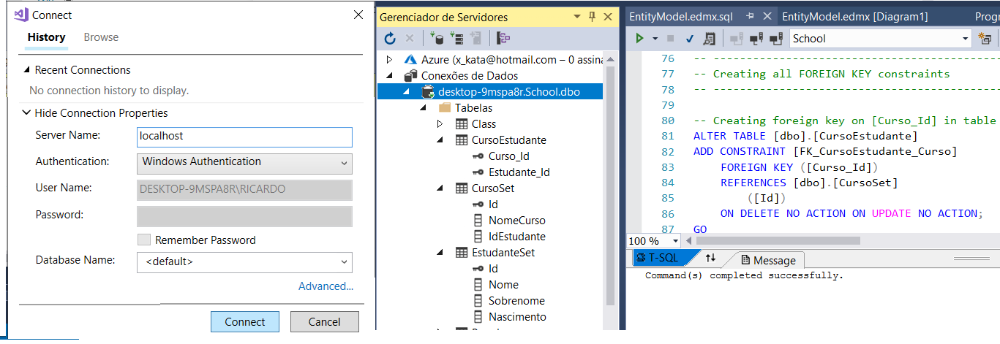 Connect
History Browse
Recent Connections
No connection history to display.
Hide Connection Properties
Server Name: localhost
Authentication: Windows Authentication
User Name: DESKTOP-9MSPA8R\RICARDO
Password:
Remember Password
Database Name: <default>
Advanced...
Connect Cancel
Gerenciador de Servidores
Azure (x_kata@hotmail.com – 0 assina
Conexões de Dados
desktop-9mspa8r.School.dbo
Tabelas
Class
CursoEstudante
Curso_Id
Estudante_Id
CursoSet
Id
NomeCurso
IdEstudante
EstudanteSet
Id
Nome
Sobrenome
Nascimento
EntityModel.edmx.sql EntityModel.edmx [Diagram1] Progr
School
76 -- --------------------------------------------------
77 -- Creating all FOREIGN KEY constraints
78 -- --------------------------------------------------
79
80 -- Creating foreign key on [Curso_Id] in table
81 ALTER TABLE [dbo].[CursoEstudante]
82 ADD CONSTRAINT [FK_CursoEstudante_Curso]
83 FOREIGN KEY ([Curso_Id])
84 REFERENCES [dbo].[CursoSet]
85 ([Id])
86 ON DELETE NO ACTION ON UPDATE NO ACTION;
87 GO
100 %
T-SQL Message
Command(s) completed successfully.